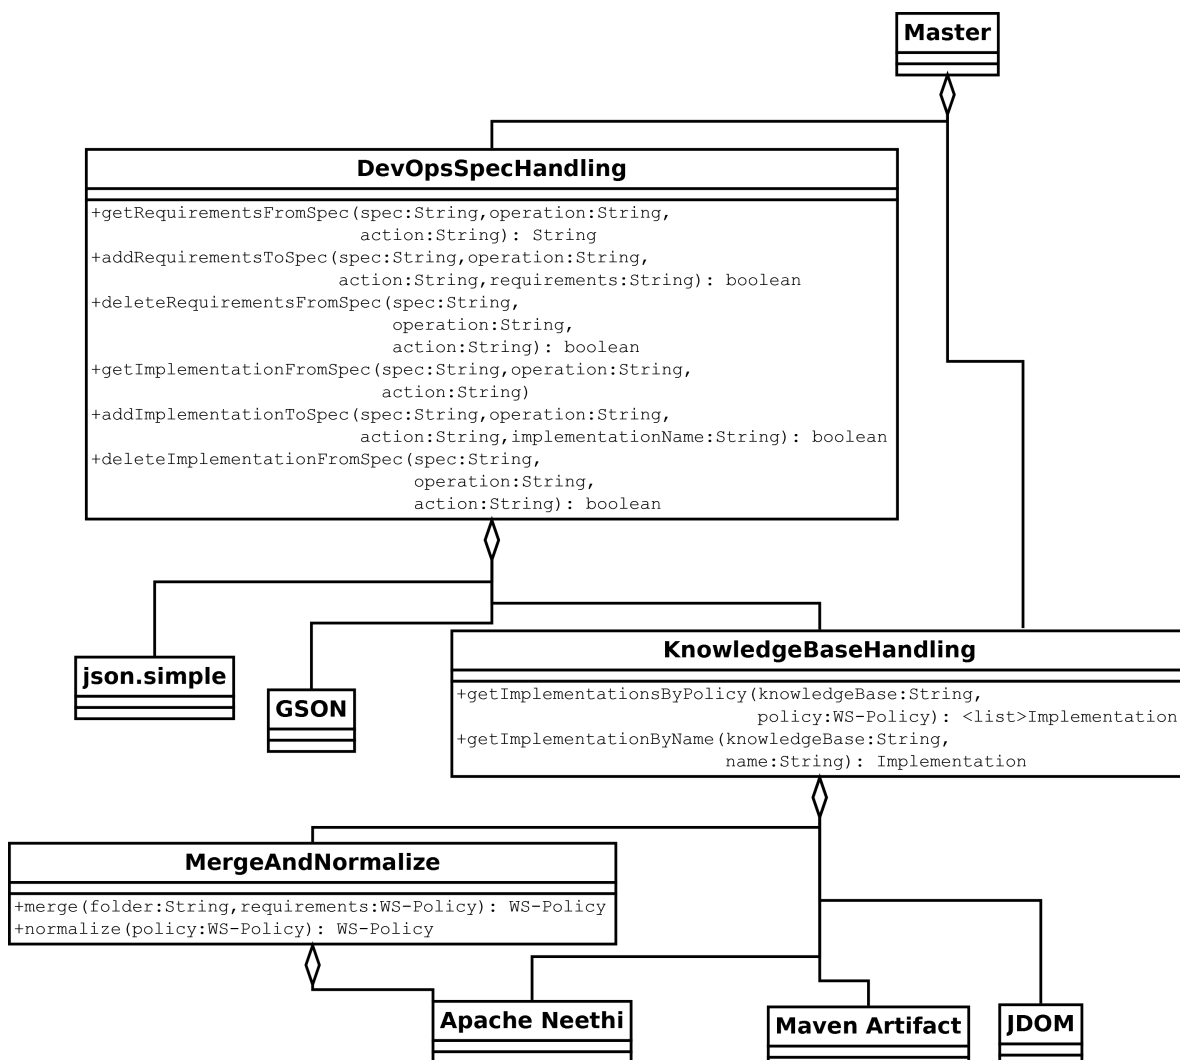 Master
DevOpsSpecHandling
+getRequirementsFromSpec(spec:String,operation:String,
action:String): String
+addRequirementsToSpec(spec:String,operation:String,
action:String,requirements:String): boolean
+deleteRequirementsFromSpec(spec:String,
operation:String,
action:String): boolean
+getImplementationFromSpec(spec:String,operation:String,
action:String)
+addImplementationToSpec(spec:String,operation:String,
action:String,implementationName:String): boolean
+deleteImplementationFromSpec(spec:String,
operation:String,
action:String): boolean
json.simple
GSON
KnowledgeBaseHandling
+getImplementationsByPolicy(knowledgeBase:String,
policy:WS-Policy): <list>Implementation
+getImplementationByName(knowledgeBase:String,
name:String): Implementation
MergeAndNormalize
+merge(folder:String,requirements:WS-Policy): WS-Policy
+normalize(policy:WS-Policy): WS-Policy
Apache Neethi
Maven Artifact
JDOM